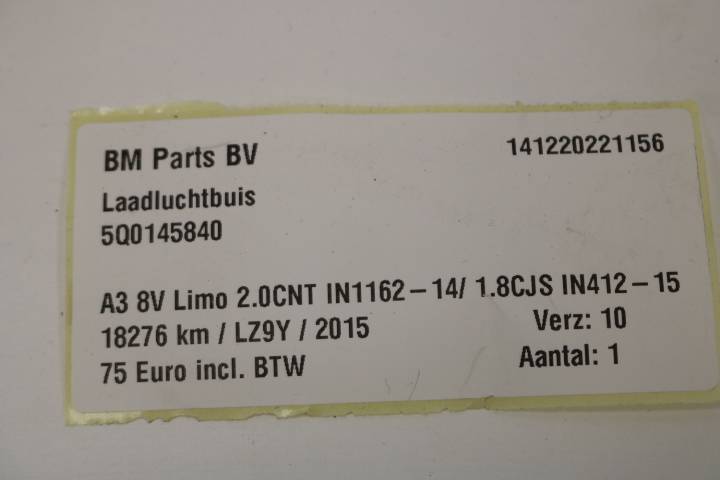 BM Parts BV 141220221156
Laadluchtbuis
5Q0145840
A3 8V Limo 2.0CNT IN1162-14/ 1.8CJS IN412-15
18276 km / LZ9Y / 2015 Verz: 10
75 Euro incl. BTW Aantal: 1